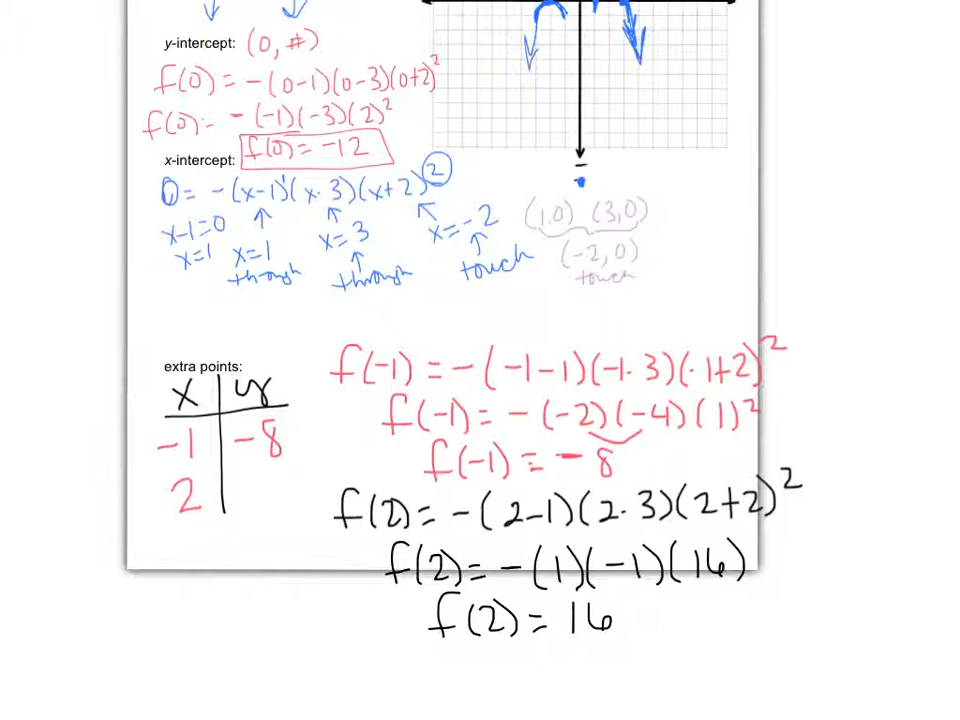 y-intercept: (0, #)
f(0) = -(0-1)(0-3)(0+2)²
f(0) = -(-1)(-3)(2)²
f(0) = -12
x-intercept:
0 = -(x-1)¹(x-3)(x+2)²
x-1=0
x=1 x=1 x=3 x=-2
through through touch
(1,0) (3,0)
(-2,0)
touch
extra points:
x y
-1 -8
2
f(-1) = -(-1-1)(-1-3)(-1+2)²
f(-1) = -(-2)(-4)(1)²
f(-1) = -8
f(2) = -(2-1)(2-3)(2+2)²
f(2) = -(1)(-1)(16)
f(2) = 16